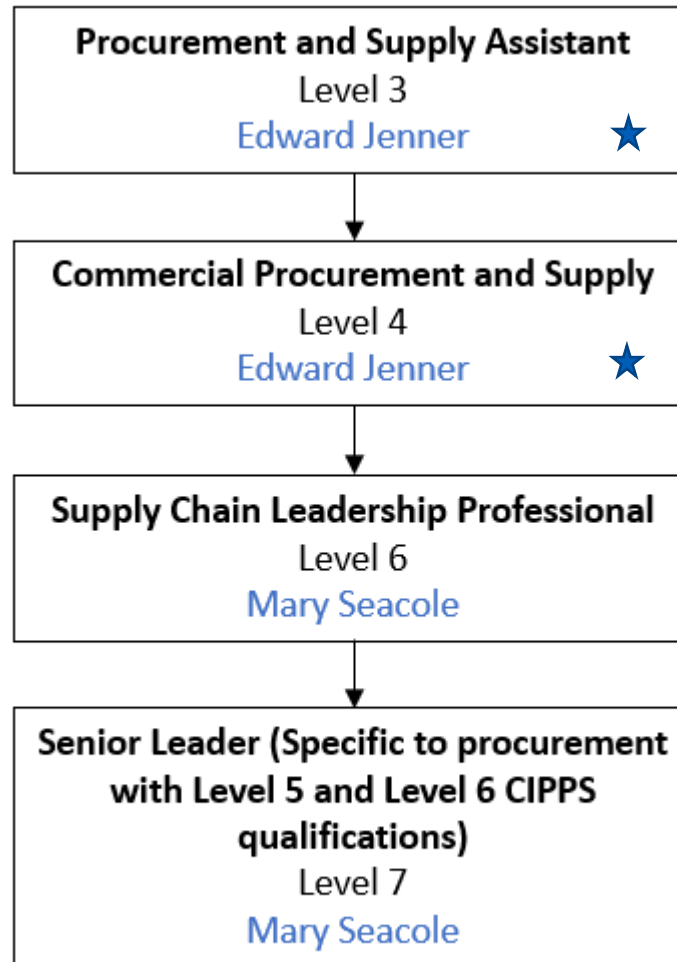 Procurement and Supply Assistant
Level 3
Edward Jenner
Commercial Procurement and Supply
Level 4
Edward Jenner
Supply Chain Leadership Professional
Level 6
Mary Seacole
Senior Leader (Specific to procurement
with Level 5 and Level 6 CIPPS
qualifications)
Level 7
Mary Seacole